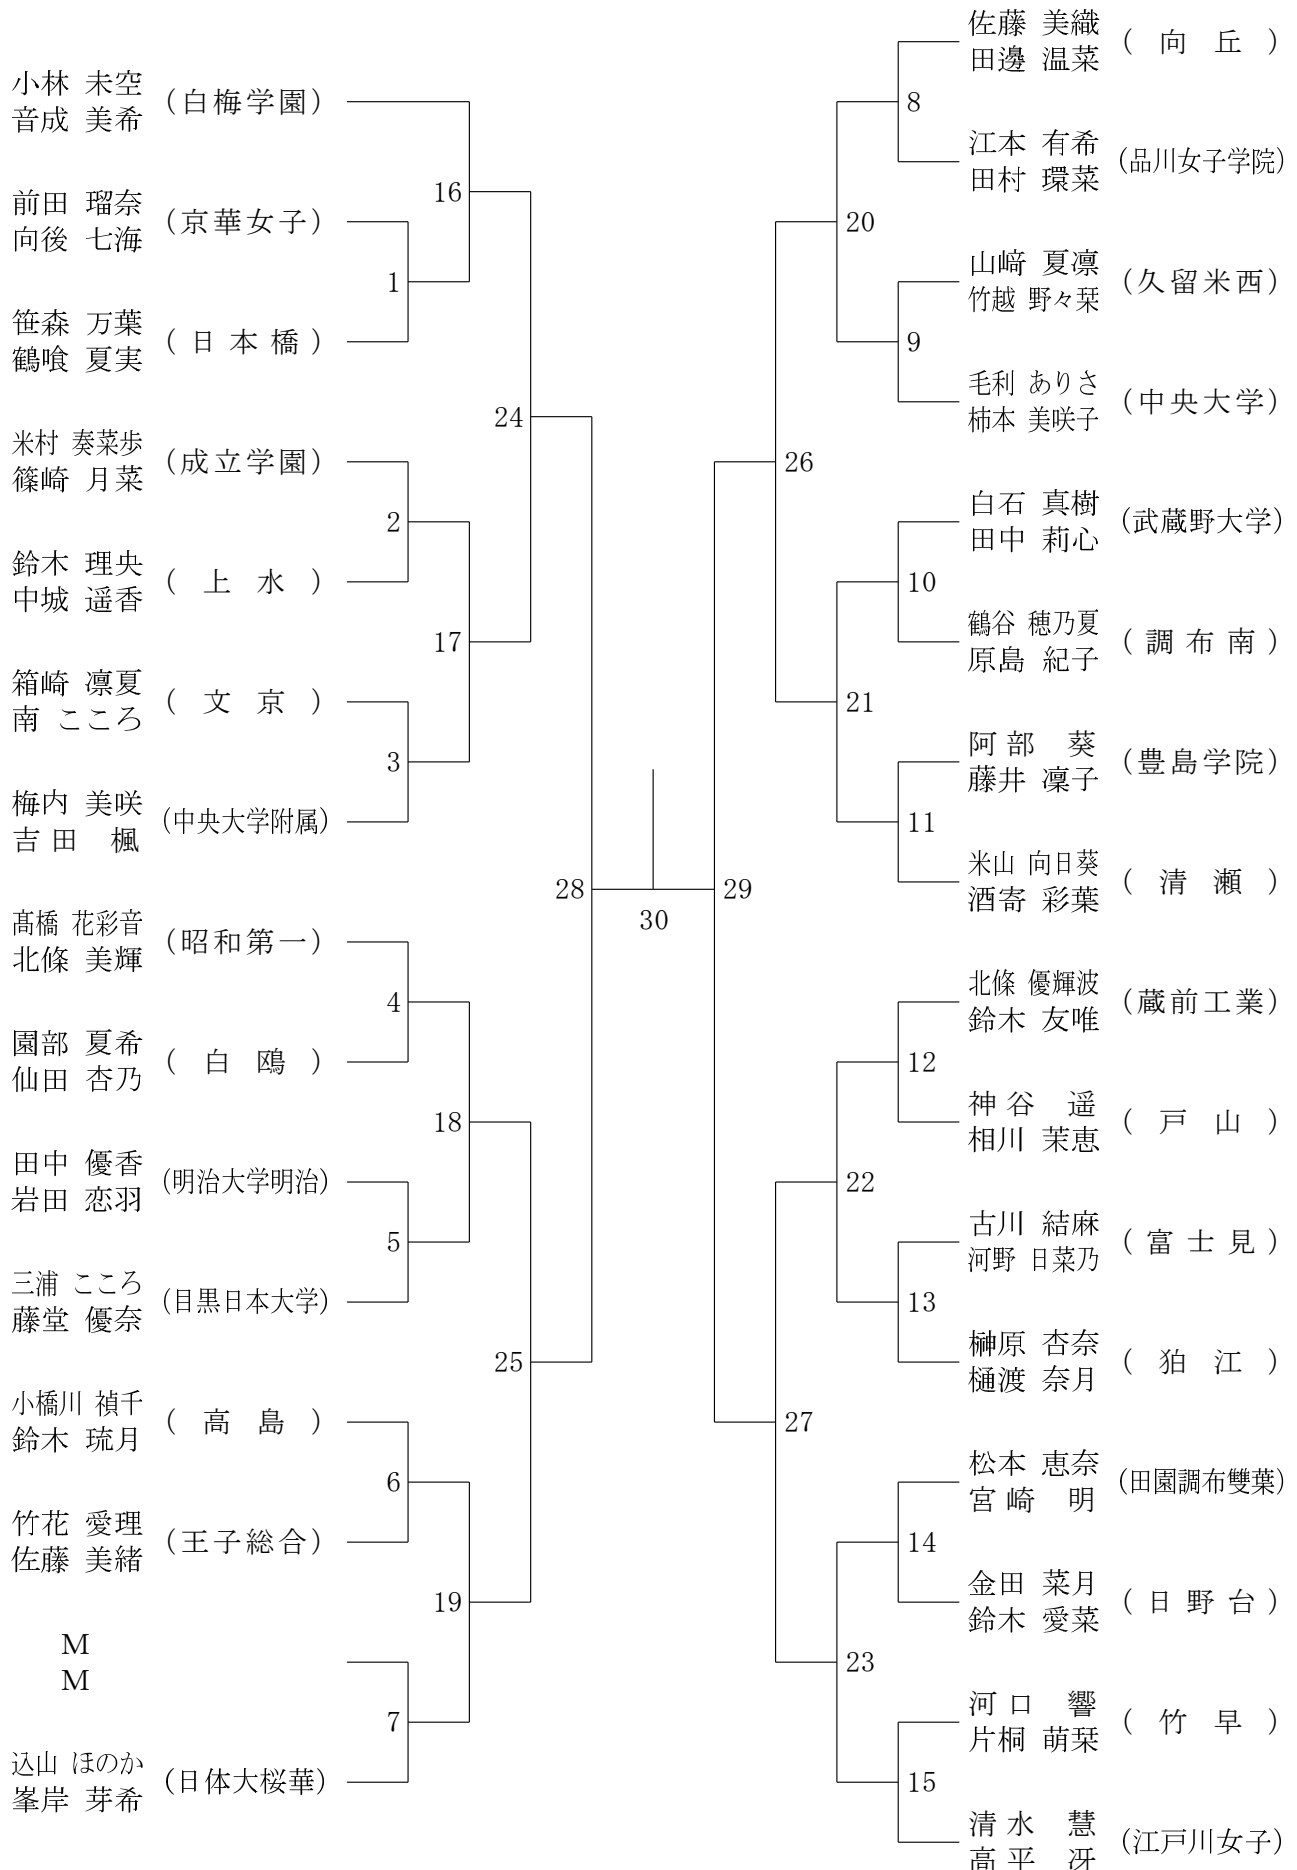 小林 未空
音成 美希
(白梅学園)
前田 瑠奈
向後 七海
(京華女子)
笹森 万葉
鶴喰 夏実
(日本橋)
米村 奏菜歩
篠崎 月菜
(成立学園)
鈴木 理央
中城 遥香
(上水)
箱崎 凛夏
南 こころ
(文京)
梅内 美咲
吉田 楓
(中央大学附属)
髙橋 花彩音
北條 美輝
(昭和第一)
園部 夏希
仙田 杏乃
(白鴎)
田中 優香
岩田 恋羽
(明治大学明治)
三浦 こころ
藤堂 優奈
(目黒日本大学)
小橋川 禎千
鈴木 琉月
(高島)
竹花 愛理
佐藤 美緒
(王子総合)
M
M
込山 ほのか
峯岸 芽希
(日体大桜華)
1
2
3
4
5
6
7
16
17
18
19
24
25
28
30
29
26
27
20
21
22
23
8
9
10
11
12
13
14
15
佐藤 美織
田邊 温菜
(向丘)
江本 有希
田村 環菜
(品川女子学院)
山﨑 夏凛
竹越 野々栞
(久留米西)
毛利 ありさ
柿本 美咲子
(中央大学)
白石 真樹
田中 莉心
(武蔵野大学)
鶴谷 穂乃夏
原島 紀子
(調布南)
阿部 葵
藤井 凜子
(豊島学院)
米山 向日葵
酒寄 彩葉
(清瀬)
北條 優輝波
鈴木 友唯
(蔵前工業)
神谷 遥
相川 茉恵
(戸山)
古川 結麻
河野 日菜乃
(富士見)
榊原 杏奈
樋渡 奈月
(狛江)
松本 恵奈
宮崎 明
(田園調布雙葉)
金田 菜月
鈴木 愛菜
(日野台)
河口 響
片桐 萌栞
(竹早)
清水 慧
高平 冴
(江戸川女子)